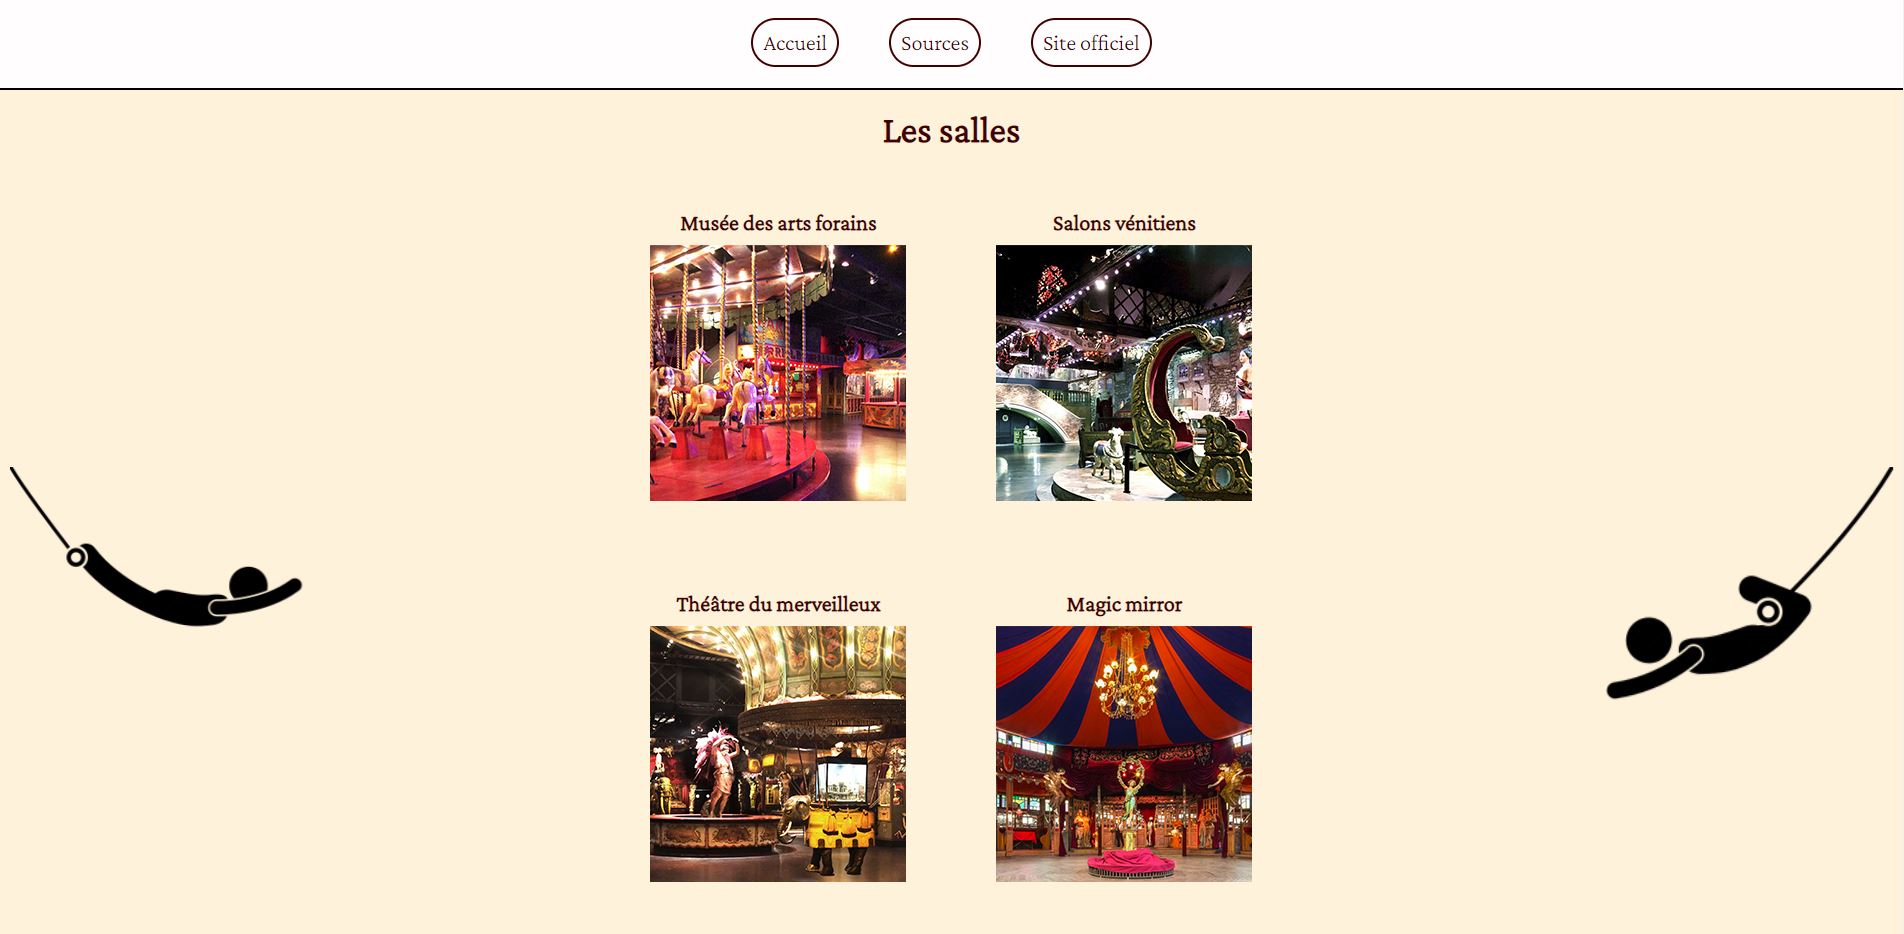 Accueil
Sources
Site officiel
Les salles
Musée des arts forains
Salons vénitiens
Théâtre du merveilleux
Magic mirror